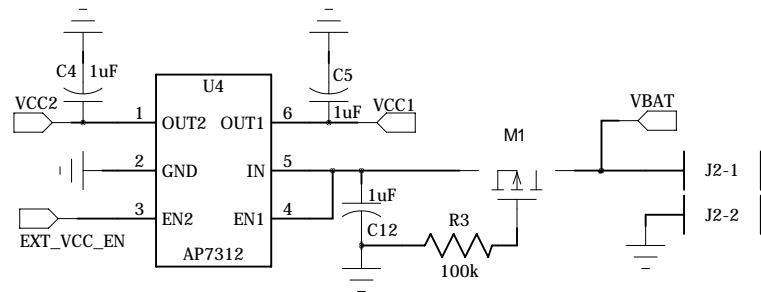 C4
1uF
U4
C5
1uF
VCC2
1
OUT2
OUT1
6
VCC1
VBAT
M1
2
GND
IN
5
J2-1
1uF
3
EN2
EN1
4
J2-2
EXT_VCC_EN
C12
R3
AP7312
100k